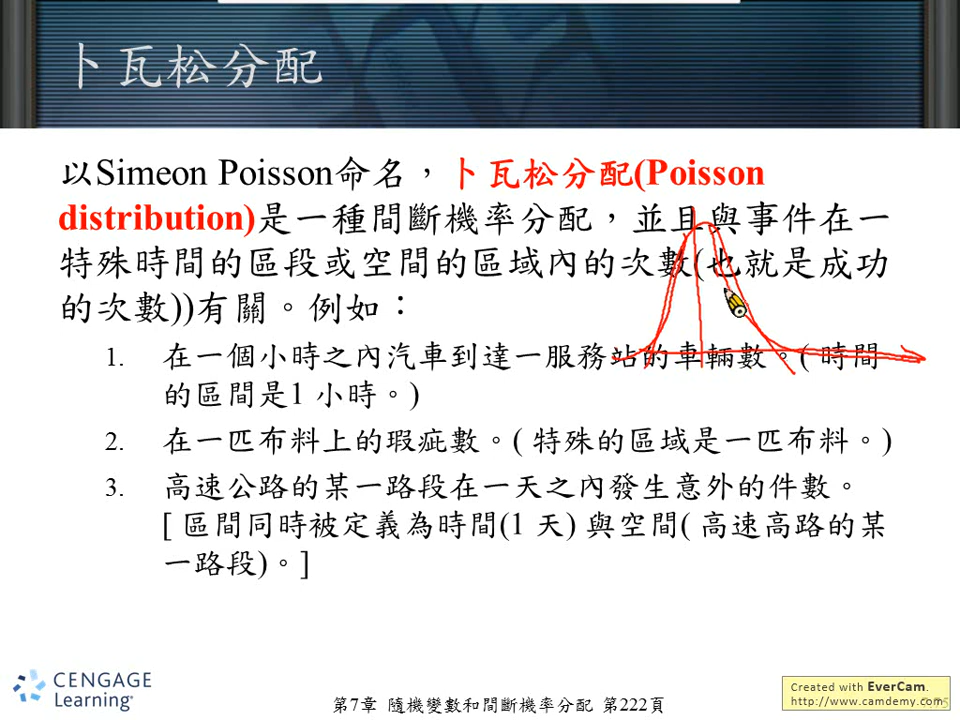 卜瓦松分配
以Simeon Poisson命名，卜瓦松分配(Poisson
distribution)是一種間斷機率分配，並且與事件在一
特殊時間的區段或空間的區域內的次數(也就是成功
的次數))有關。例如：
1. 在一個小時之內汽車到達一服務站的車輛數。( 時間
的區間是1 小時。)
2. 在一匹布料上的瑕疵數。( 特殊的區域是一匹布料。)
3. 高速公路的某一路段在一天之內發生意外的件數。
[ 區間同時被定義為時間(1 天) 與空間( 高速高路的某
一路段)。]
CENGAGE
Learning
第7章 隨機變數和間斷機率分配 第222頁
Created with EverCam.
http://www.camdemy.com